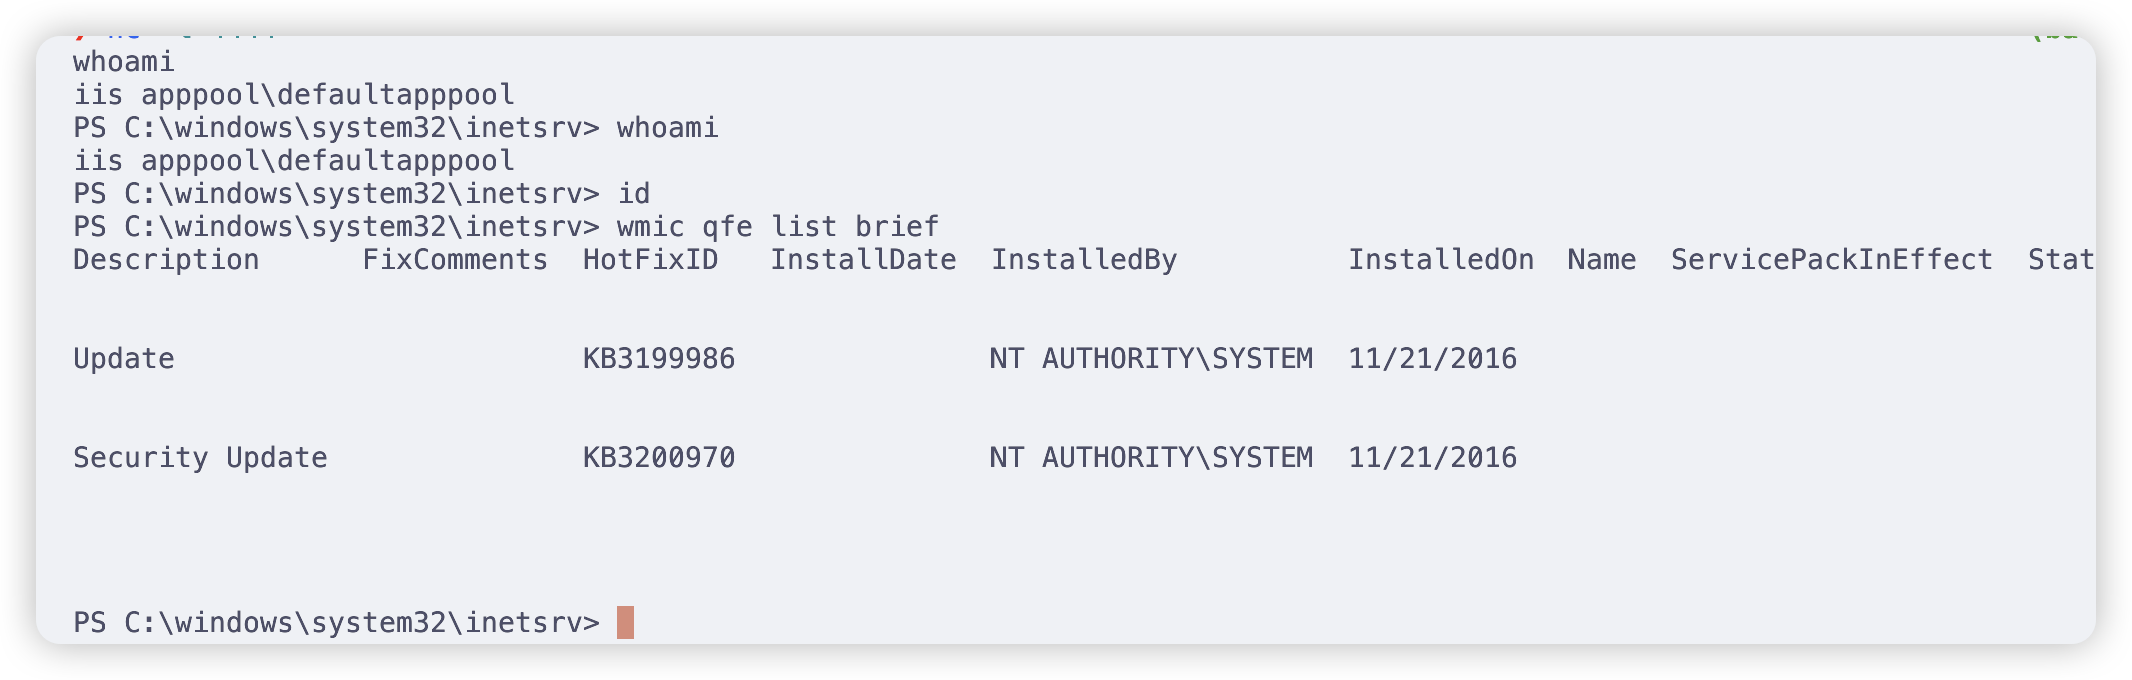 whoami
iis apppool\defaultapppool
PS C:\windows\system32\inetsrv> whoami
iis apppool\defaultapppool
PS C:\windows\system32\inetsrv> id
PS C:\windows\system32\inetsrv> wmic qfe list brief
Description FixComments HotFixID InstallDate InstalledBy InstalledOn Name ServicePackInEffect Stat
Update KB3199986 NT AUTHORITY\SYSTEM 11/21/2016
Security Update KB3200970 NT AUTHORITY\SYSTEM 11/21/2016
PS C:\windows\system32\inetsrv>